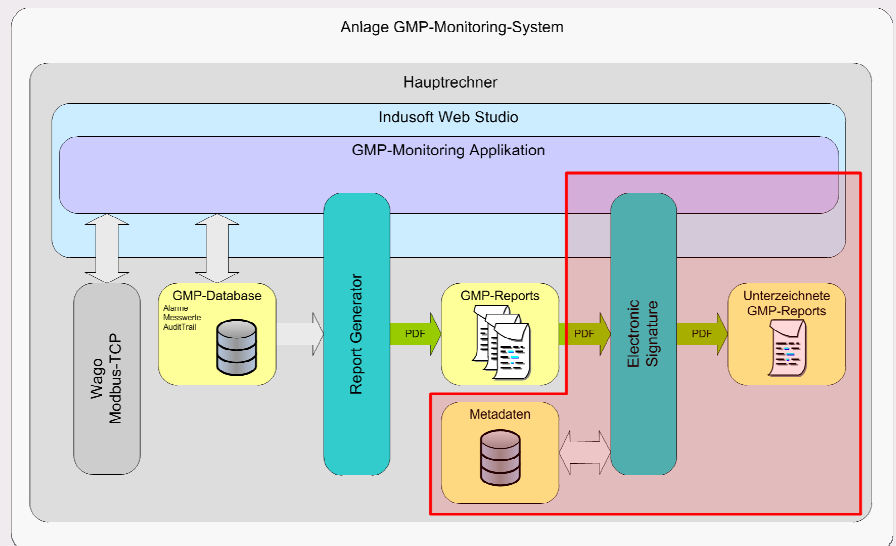 Anlage GMP-Monitoring-System
Hauptrechner
Indusoft Web Studio
GMP-Monitoring Applikation
Wago
Modbus-TCP
GMP-Database
Alarme
Messwerte
AuditTrail
Report Generator
PDF
GMP-Reports
PDF
Metadaten
Electronic
Signature
PDF
Unterzeichnete
GMP-Reports